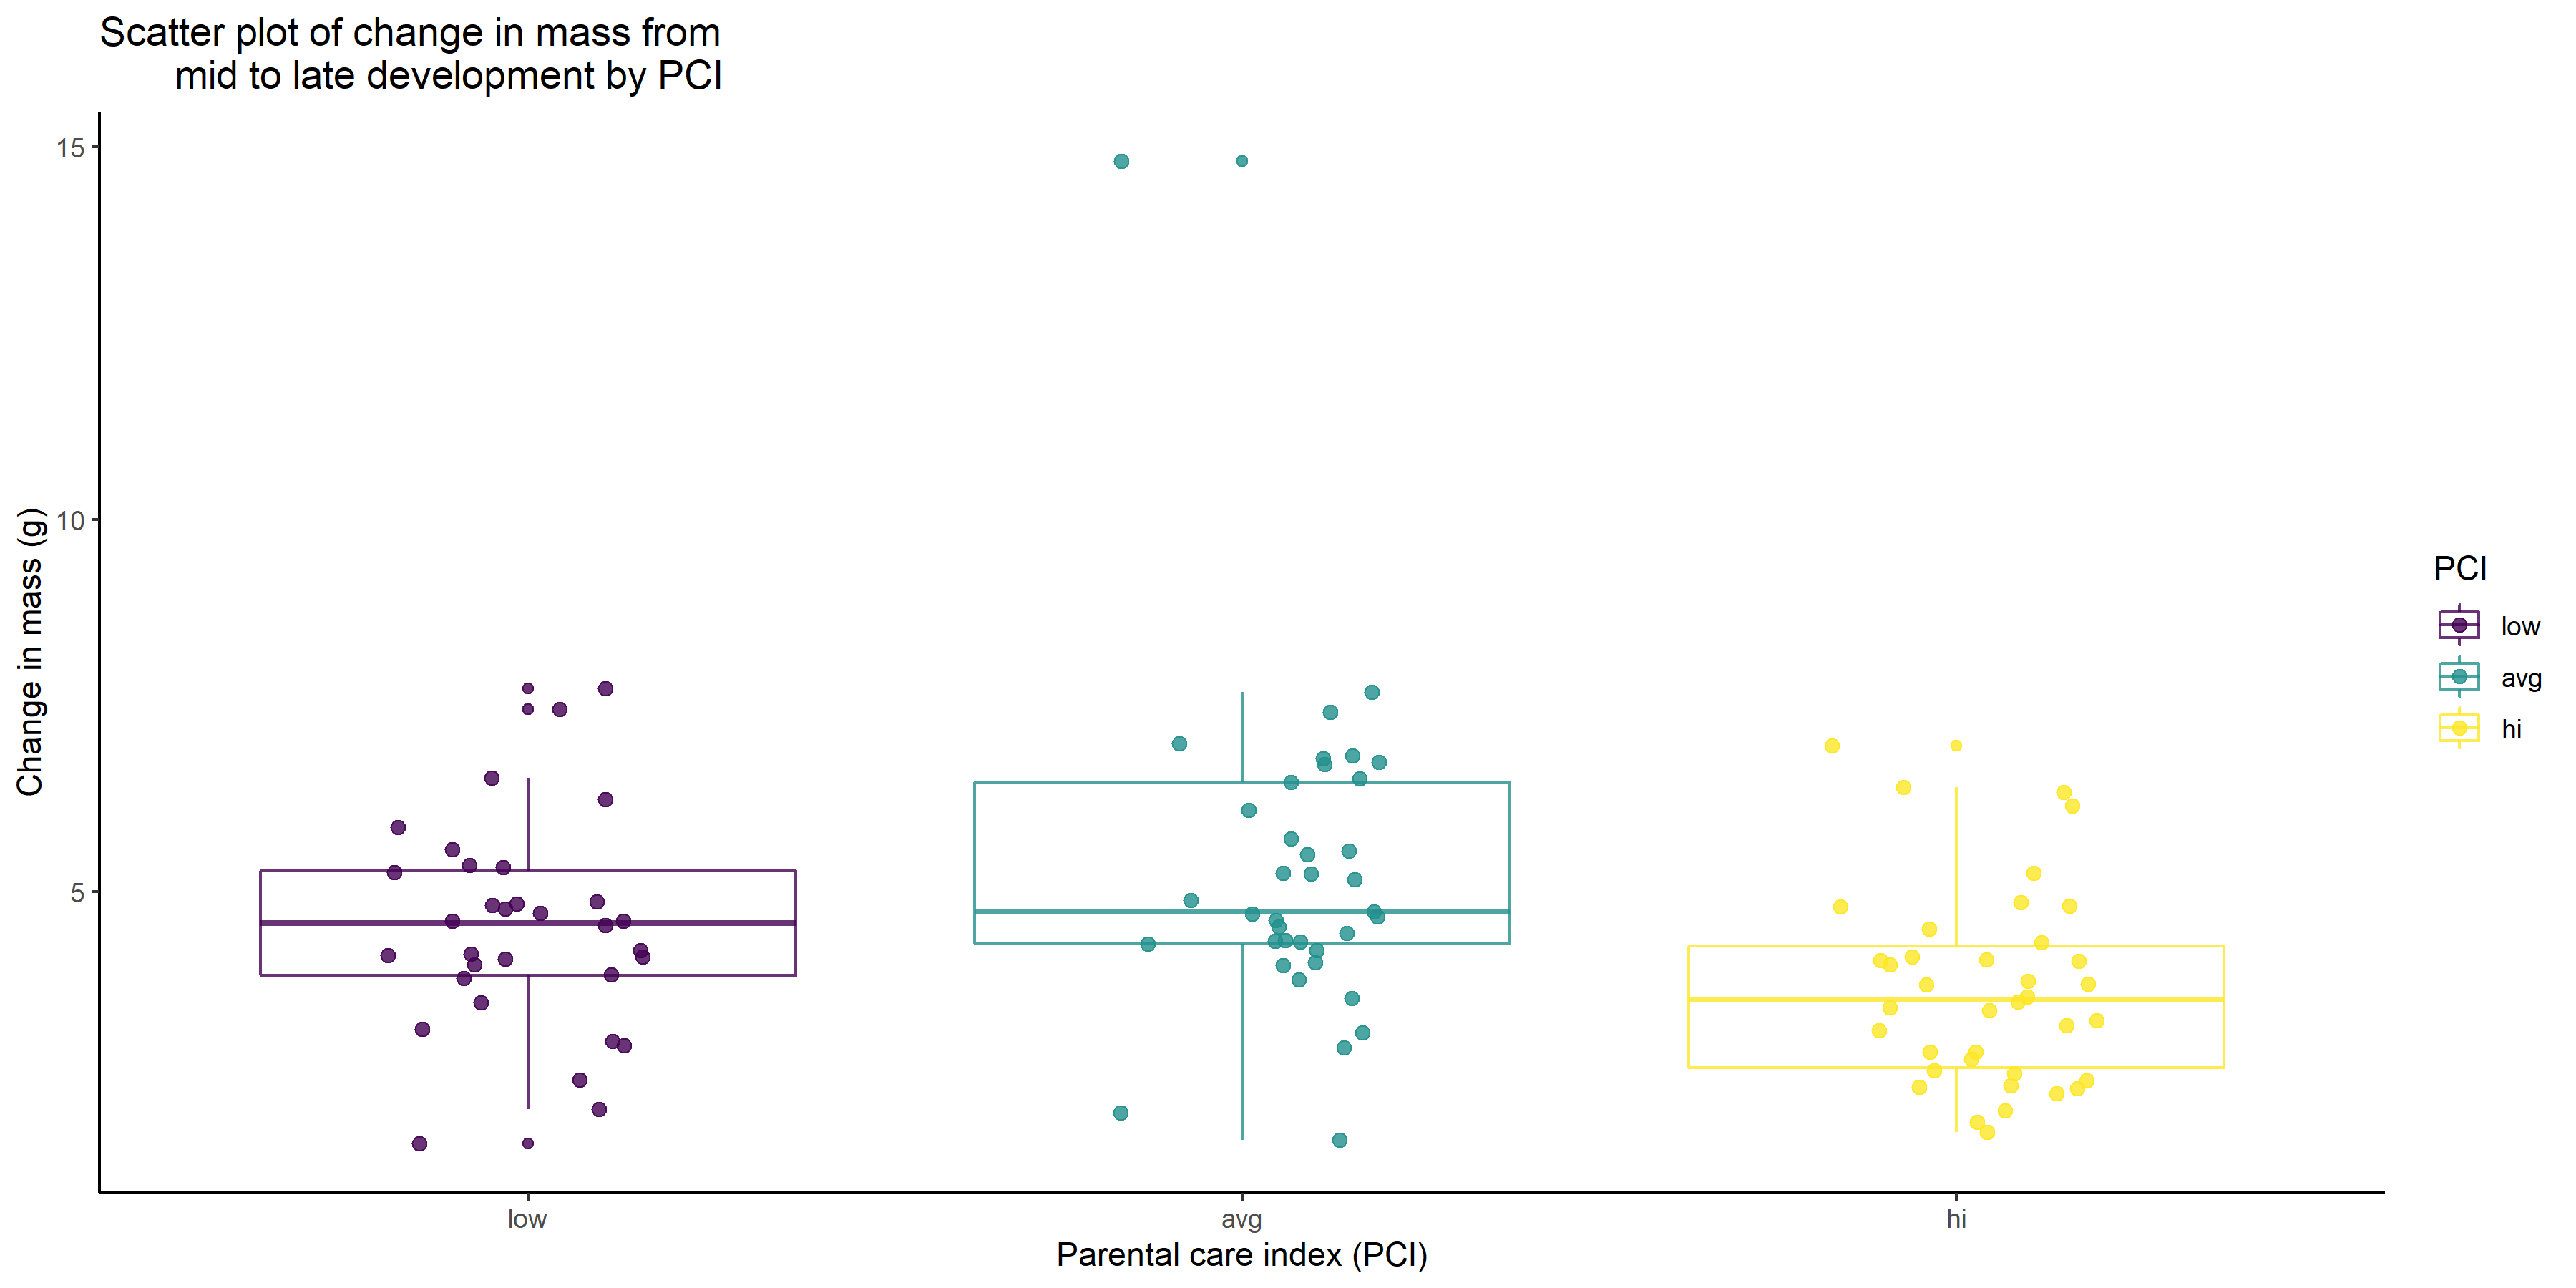 Scatter plot of change in mass from
mid to late development by PCI
Change in mass (g)
15
10
5
low
avg
hi
Parental care index (PCI)
PCI
low
avg
hi